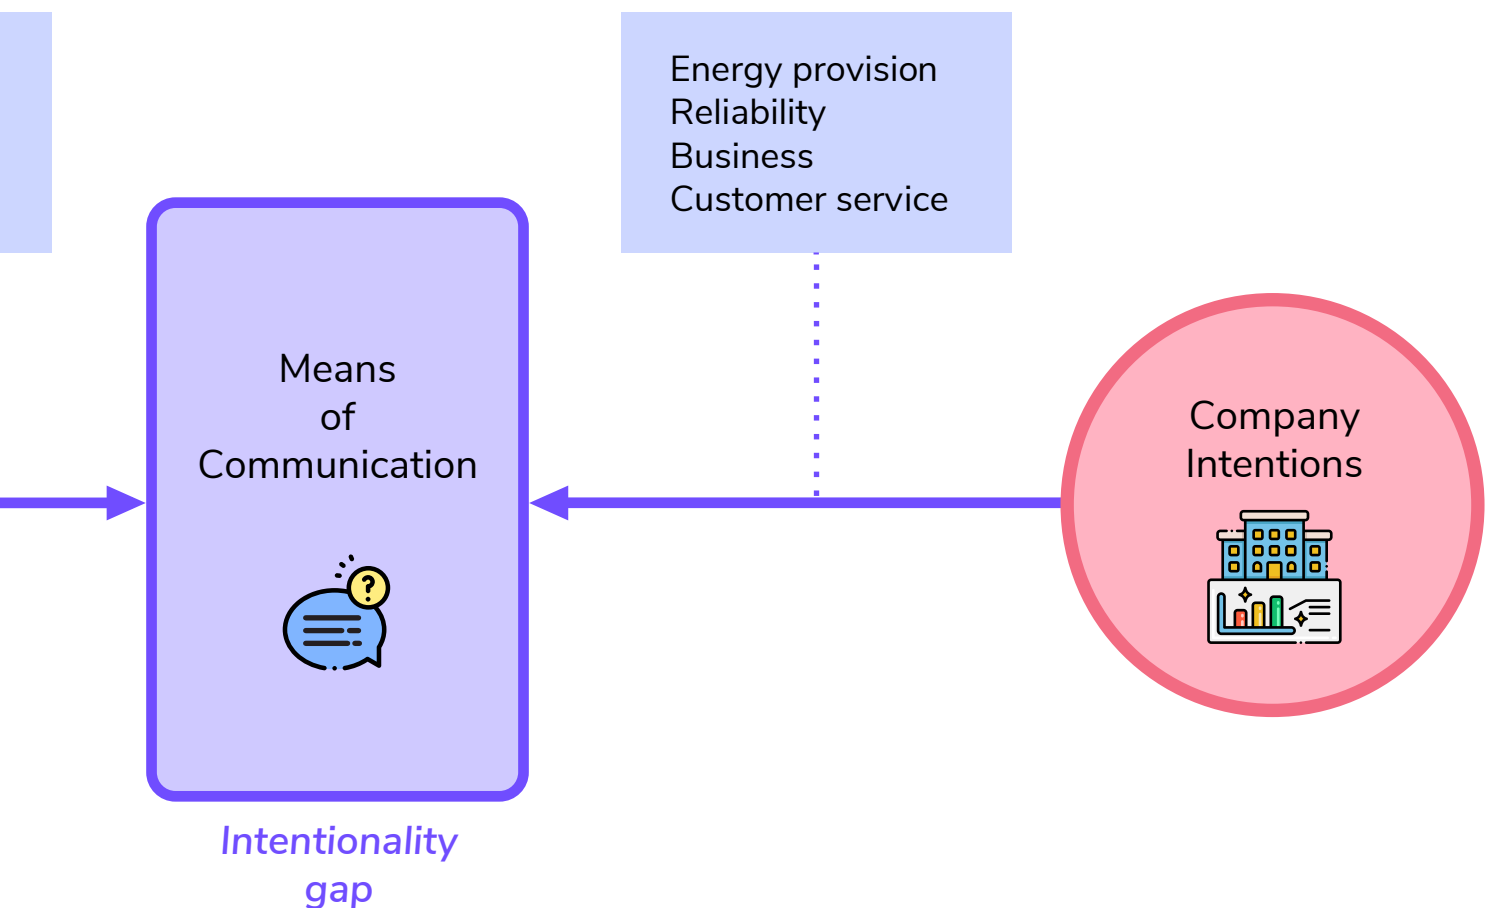 Energy provision
Reliability
Business
Customer service
Means
of
Communication
?
Company
Intentions
Intentionality
gap